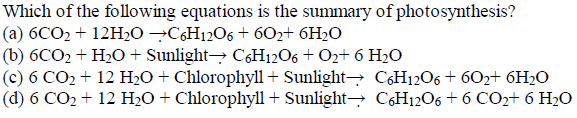 Which of the following equations is the summary of photosynthesis?
(a) 6CO₂ + 12H₂O →C₆H₁₂O₆ + 6O₂+ 6H₂O
(b) 6CO₂ + H₂O + Sunlight→ C₆H₁₂O₆ + O₂+ 6 H₂O
(c) 6 CO₂ + 12 H₂O + Chlorophyll + Sunlight→ C₆H₁₂O₆ + 6O₂+ 6H₂O
(d) 6 CO₂ + 12 H₂O + Chlorophyll + Sunlight→ C₆H₁₂O₆ + 6 CO₂+ 6 H₂O